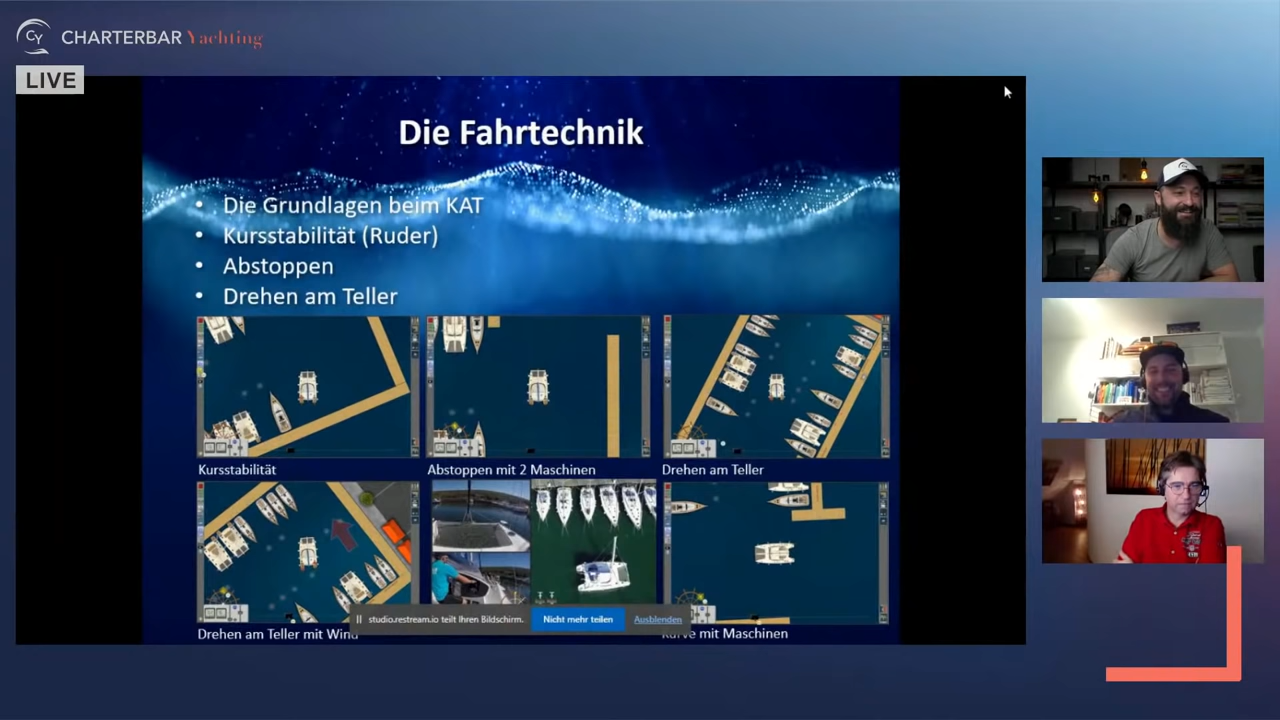 CY CHARTERBAR Yachting
LIVE
Die Fahrtechnik
• Die Grundlagen beim KAT
• Kursstabilität (Ruder)
• Abstoppen
• Drehen am Teller
Kursstabilität
Abstoppen mit 2 Maschinen
Drehen am Teller
studio.restream.io teilt Ihren Bildschirm.
Nicht mehr teilen
Ausblenden
Drehen am Teller mit Wind
Kurve mit Maschinen